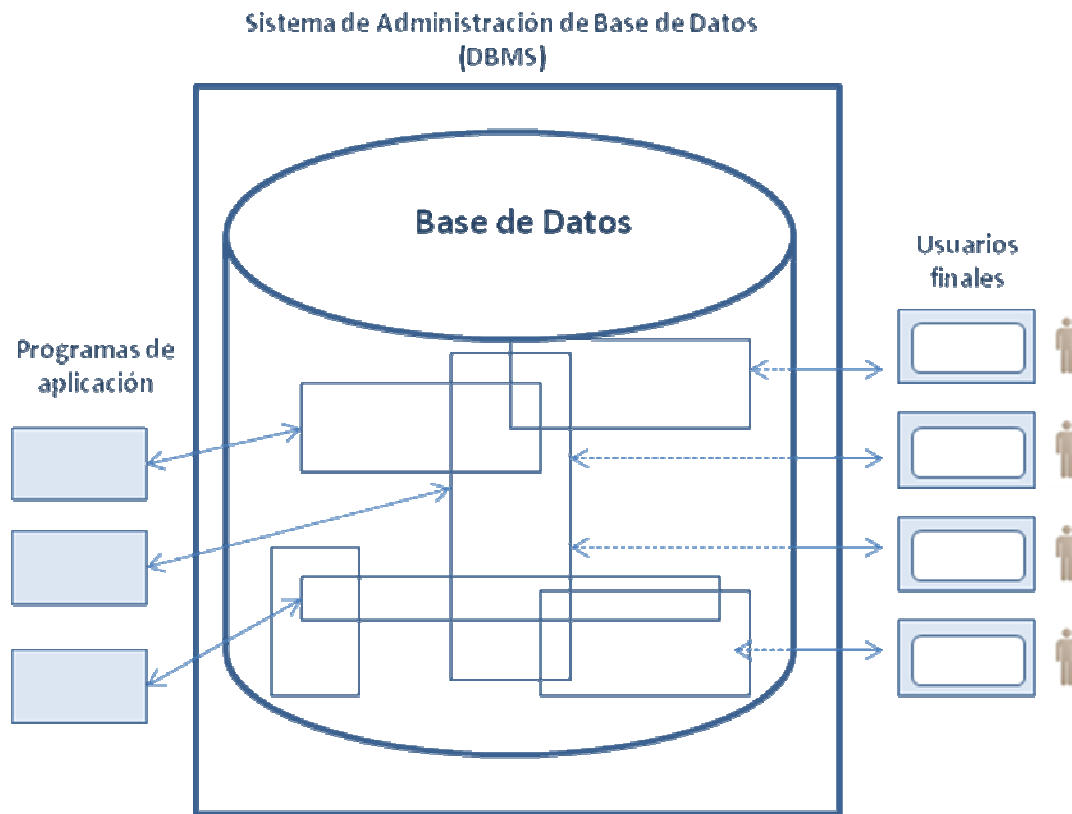 Sistema de Administración de Base de Datos
(DBMS)
Base de Datos
Usuarios
finales
Programas de
aplicación